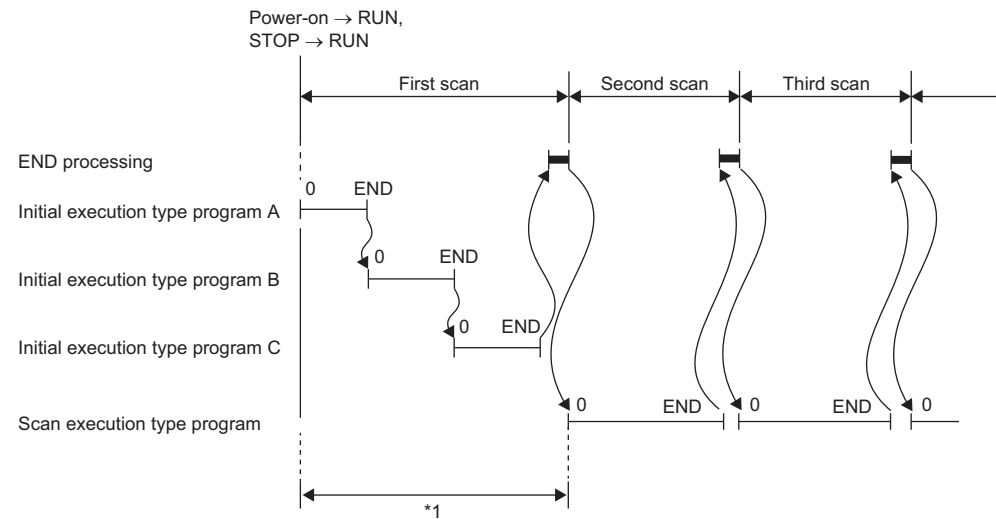 Power-on → RUN,
STOP → RUN
First scan
Second scan
Third scan
END processing
0
END
Initial execution type program A
0
END
Initial execution type program B
0
END
Initial execution type program C
0
END
0
END
0
Scan execution type program
*1